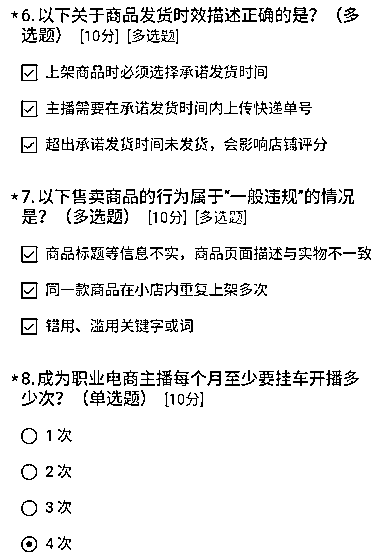 *6.以下关于商品发货时效描述正确的是？（多
选题） [10分] [多选题]
上架商品时必须选择承诺发货时间
主播需要在承诺发货时间内上传快递单号
超出承诺发货时间未发货，会影响店铺评分
*7.以下售卖商品的行为属于"一般违规"的情况
是？（多选题） [10分] [多选题]
商品标题等信息不实，商品页面描述与实物不一致
同一款商品在小店内重复上架多次
错用、滥用关键字或词
*8.成为职业电商主播每个月至少要挂车开播多
少次？（单选题） [10分]
1 次
2 次
3 次
4 次